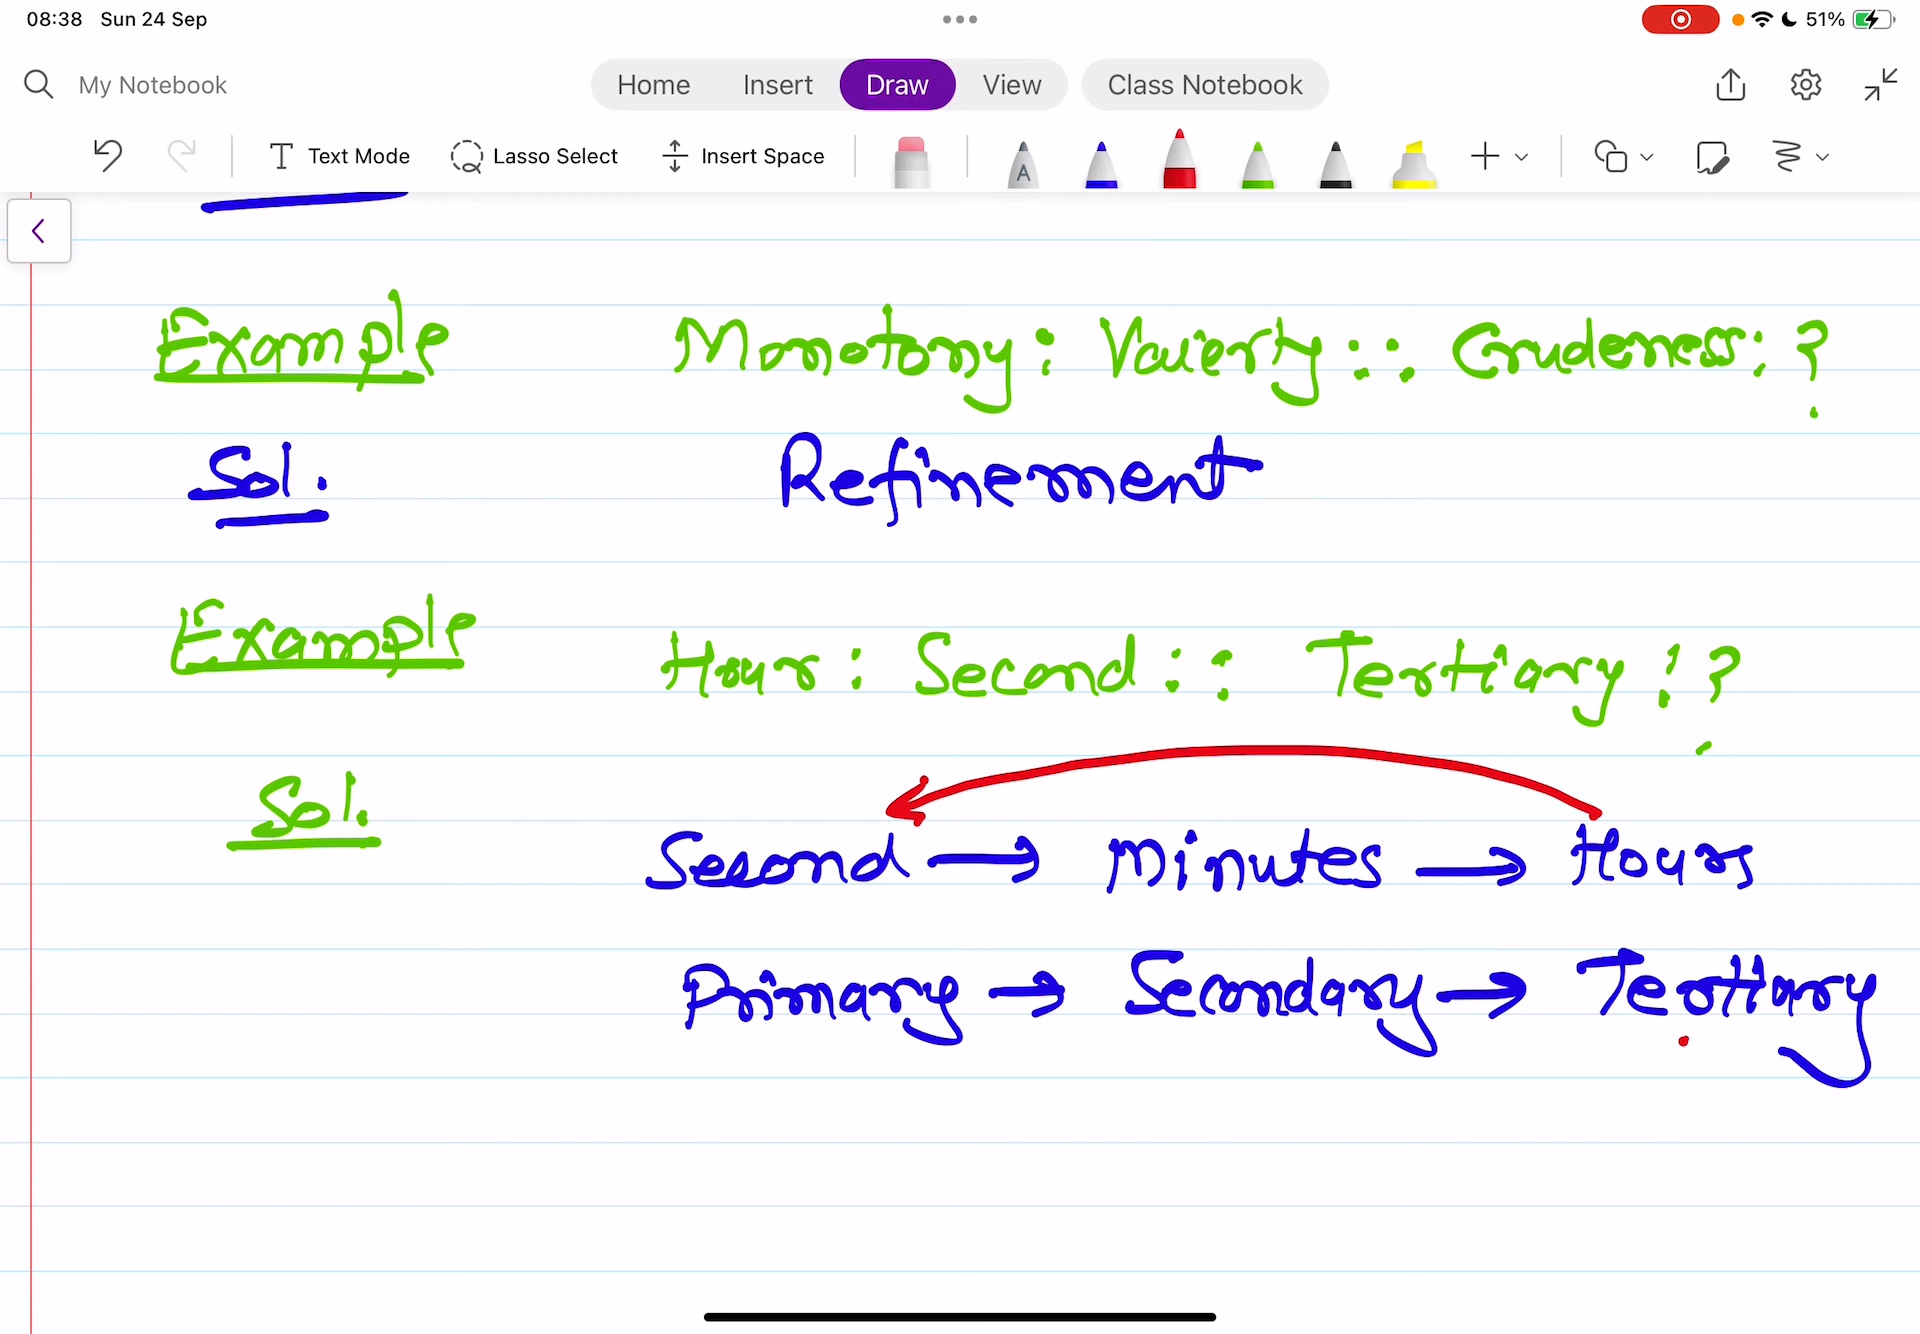 08:38 Sun 24 Sep 51%
My Notebook Home Insert Draw View Class Notebook
Text Mode Lasso Select Insert Space A
Example Monotony : Vaierty :: Crudeness : ?
Sol. Refinement
Example Hour : Second :: Tertiary : ?
Sol.
Second → Minutes → Hours
Primary → Secondary → Tertiary